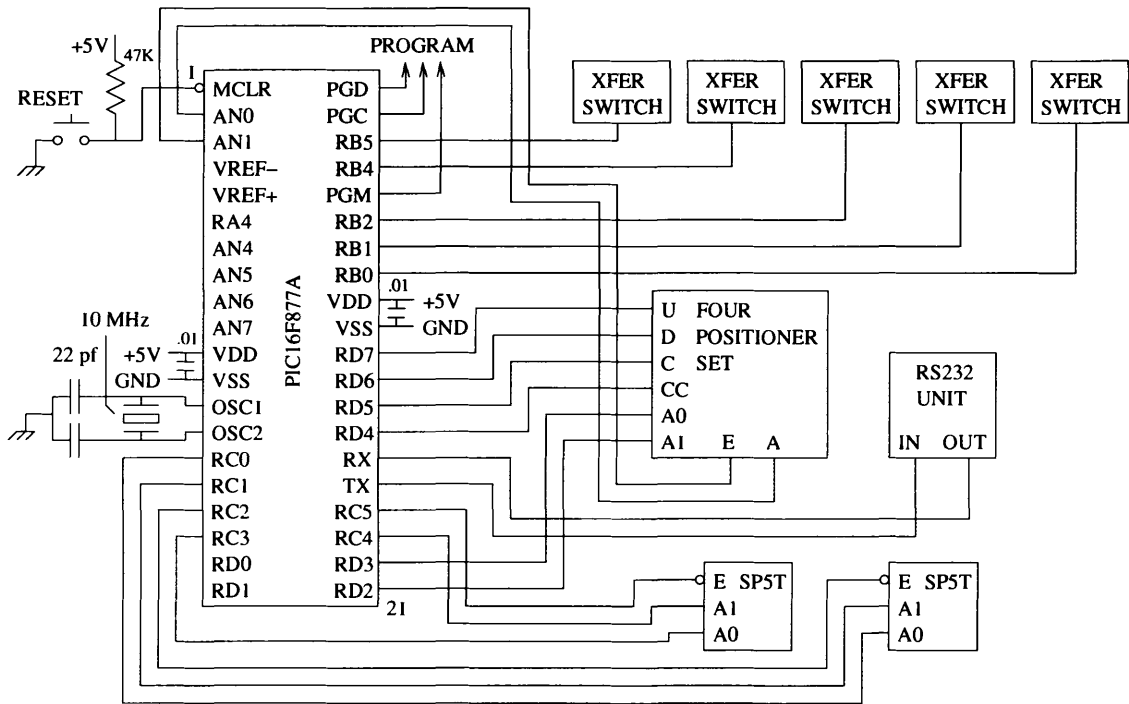 +5V
47K
PROGRAM
RESET
1
MCLR
AN0
AN1
VREF−
VREF+
RA4
AN4
AN5
AN6
AN7
VDD
VSS
OSC1
OSC2
RC0
RC1
RC2
RC3
RD0
RD1
PIC16F877A
PGD
PGC
RB5
RB4
PGM
RB2
RB1
RB0
VDD
VSS
RD7
RD6
RD5
RD4
RX
TX
RC5
RC4
RD3
RD2
21
.01
+5V
GND
10 MHz
22 pf
.01
+5V
GND
XFER
SWITCH
XFER
SWITCH
XFER
SWITCH
XFER
SWITCH
XFER
SWITCH
U FOUR
D POSITIONER
C SET
CC
A0
A1 E A
RS232
UNIT
IN OUT
E SP5T
A1
A0
E SP5T
A1
A0